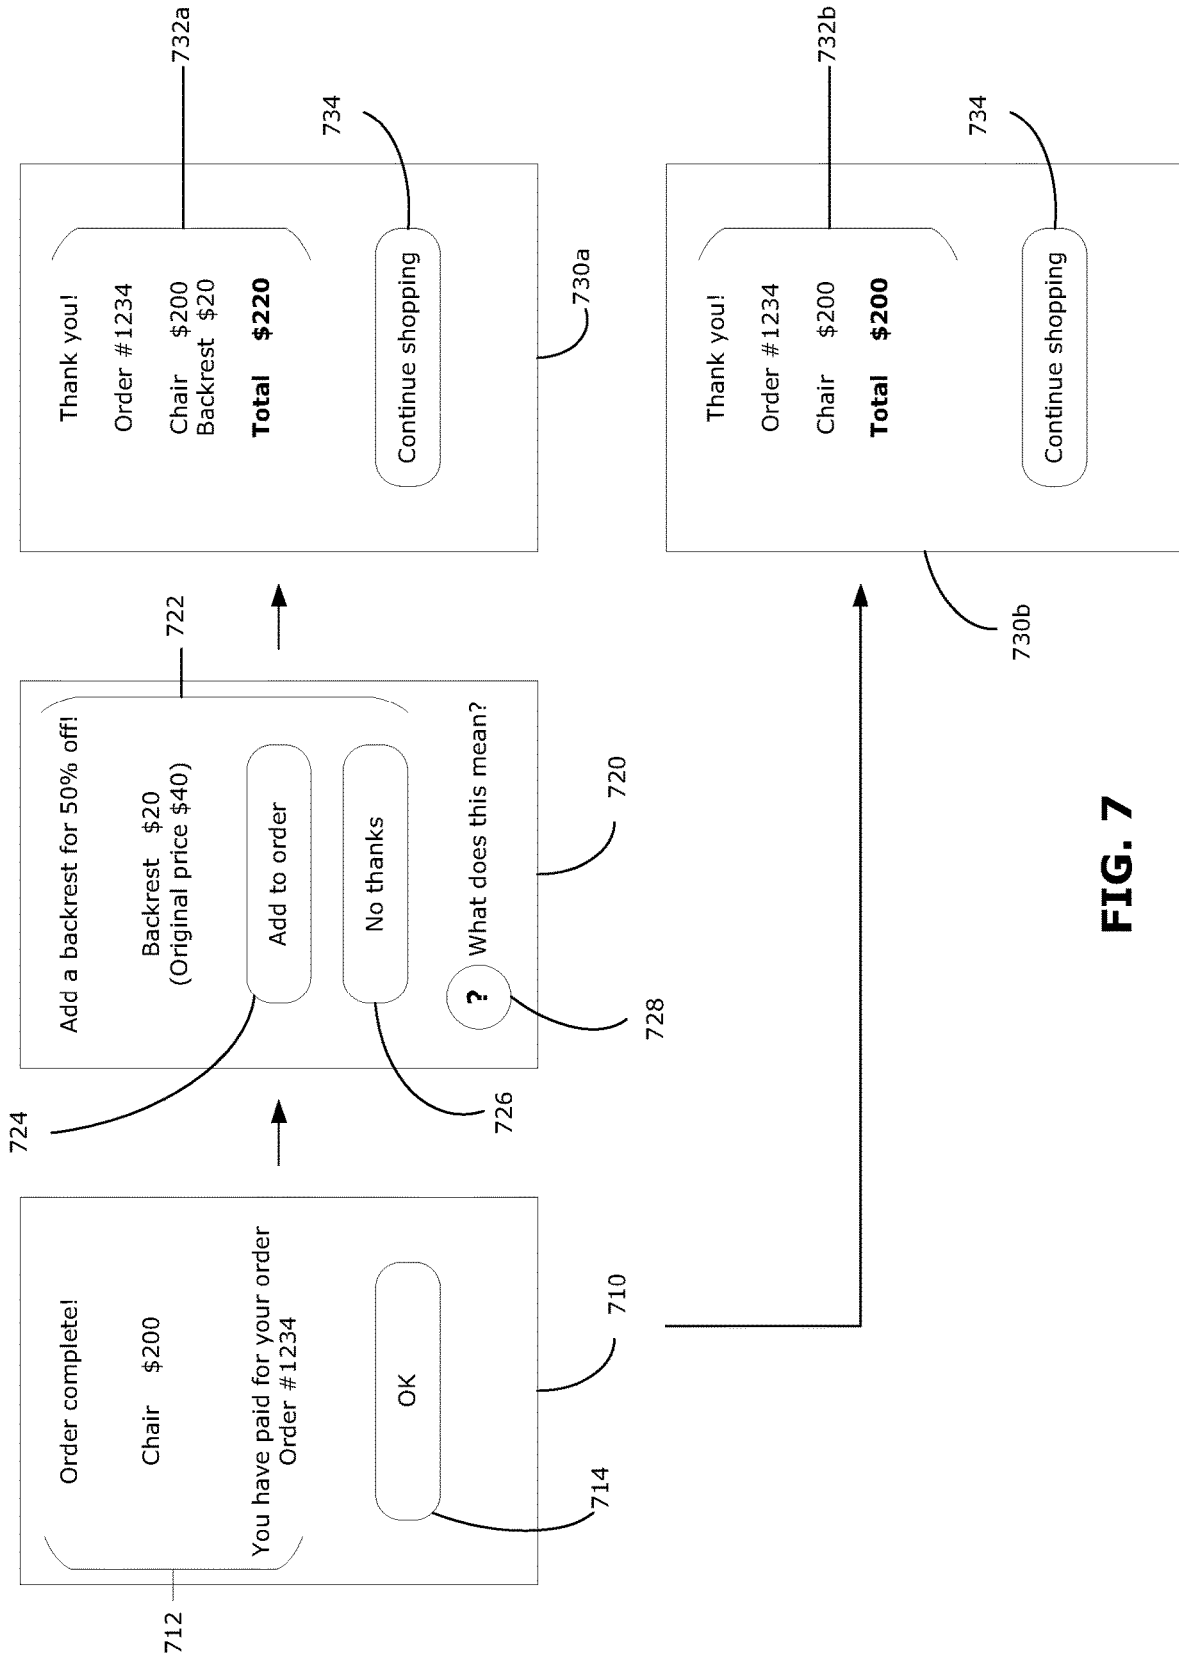 712
Order complete!
Chair $200
You have paid for your order
Order #1234
OK
714
710
724
Add a backrest for 50% off!
Backrest $20
(Original price $40)
Add to order
No thanks
? What does this mean?
722
726
728
720
732a
Thank you!
Order #1234
Chair $200
Backrest $20
Total $220
Continue shopping
734
730a
732b
Thank you!
Order #1234
Chair $200
Total $200
Continue shopping
734
730b
FIG. 7